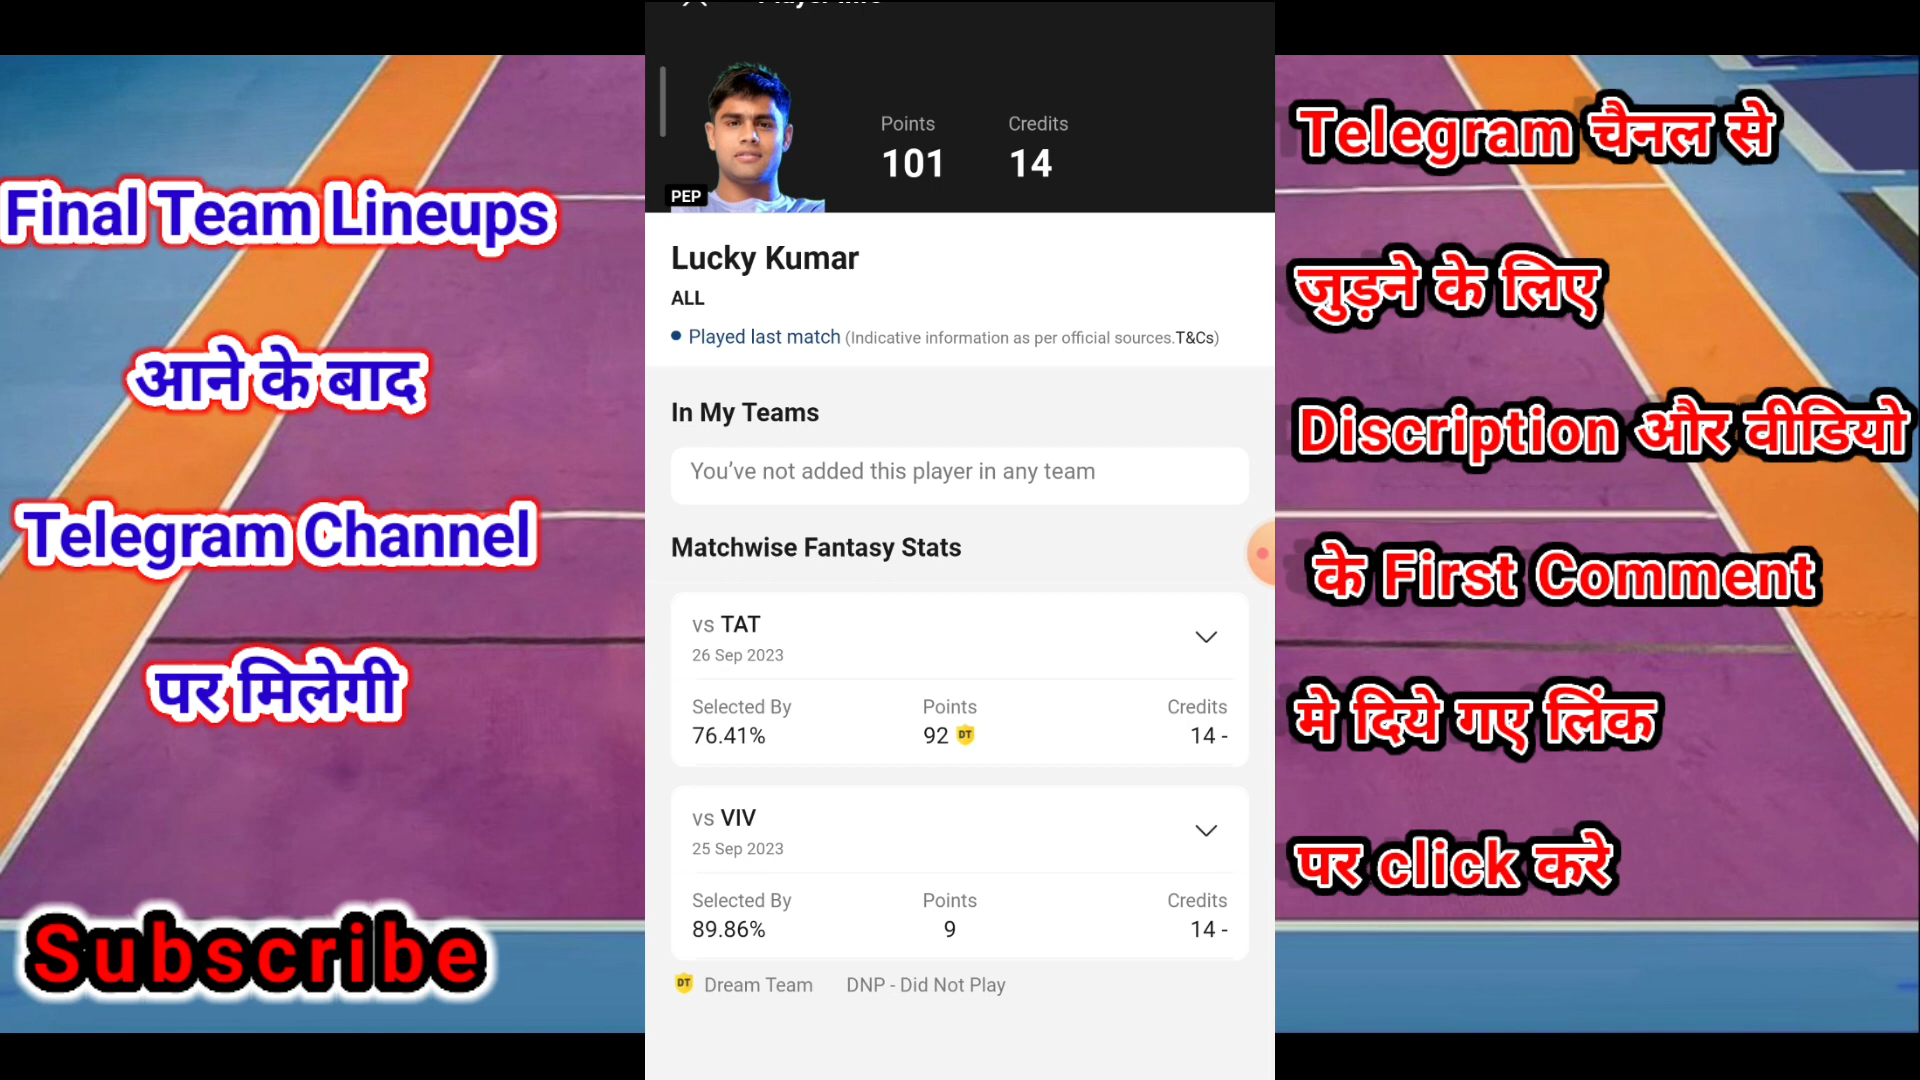 Final Team Lineups
आने के बाद
Telegram Channel
पर मिलेगी
Subscribe
Points
Credits
101
14
PEP
Lucky Kumar
ALL
Played last match (Indicative information as per official sources.T&Cs)
In My Teams
You’ve not added this player in any team
Matchwise Fantasy Stats
vs TAT
26 Sep 2023
Selected By
Points
Credits
76.41%
92 DT
14 -
vs VIV
25 Sep 2023
Selected By
Points
Credits
89.86%
9
14 -
DT Dream Team
DNP - Did Not Play
Telegram चैनल से
जुड़ने के लिए
Discription और वीडियो
के First Comment
मे दिये गए लिंक
पर click करे